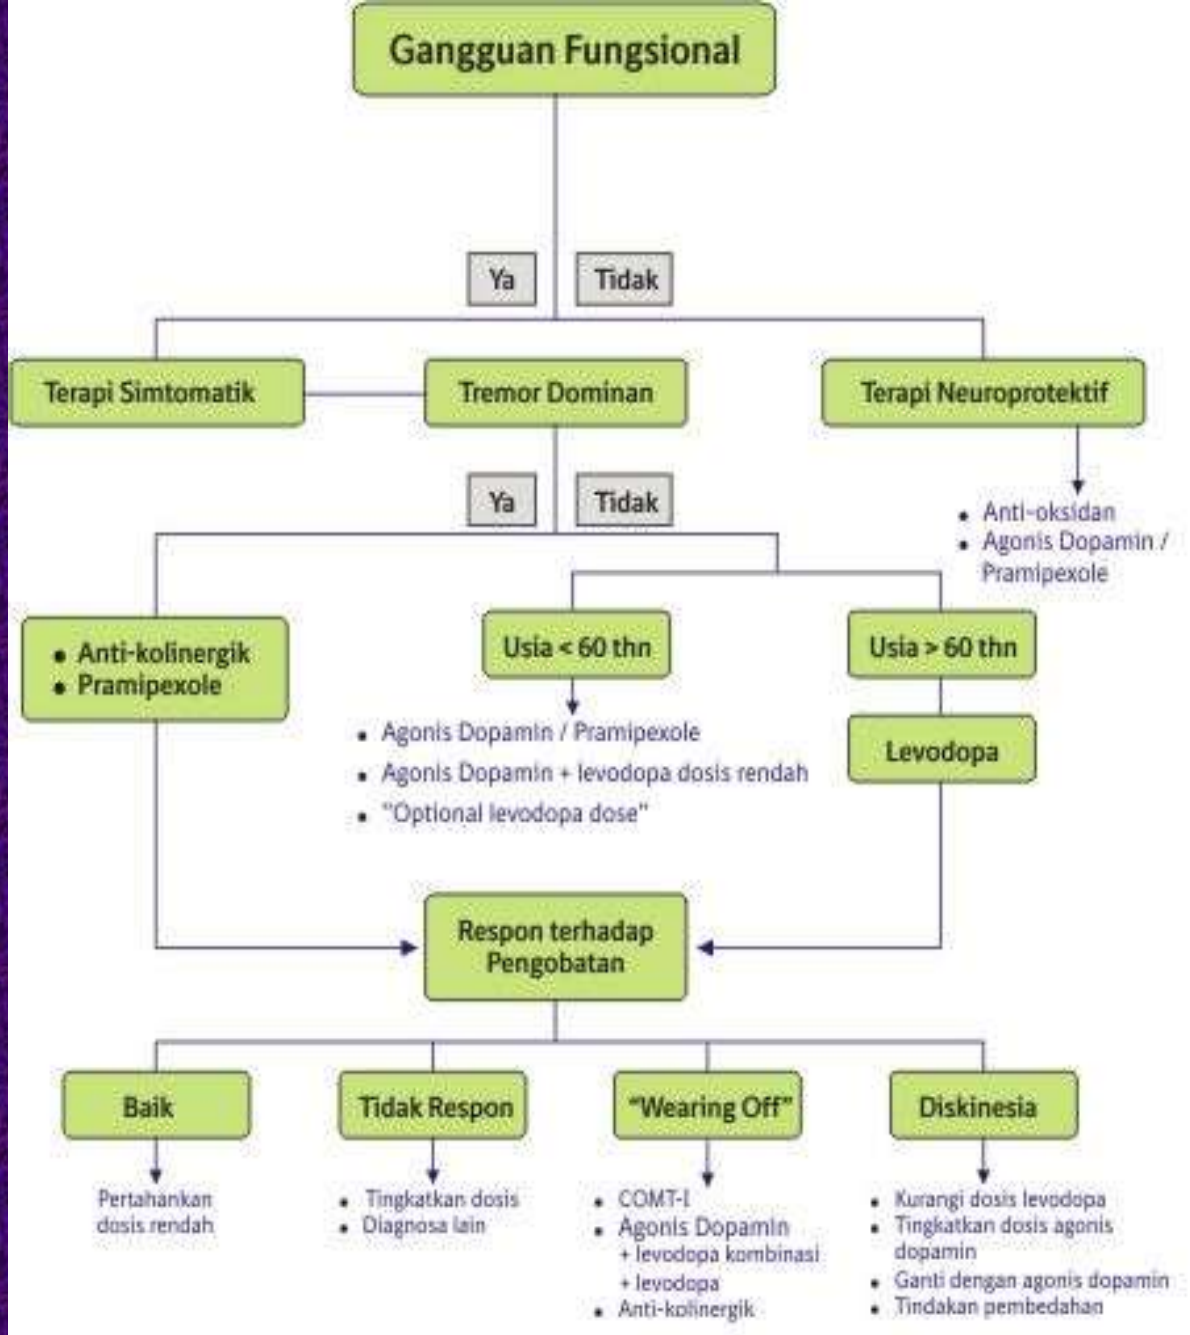 Gangguan Fungsional
Ya
Tidak
Terapi Simtomatik
Tremor Dominan
Terapi Neuroprotektif
Ya
Tidak
• Anti-oksidan
• Agonis Dopamin /
Pramipexole
• Anti-kolinergik
• Pramipexole
Usia < 60 thn
Usia > 60 thn
• Agonis Dopamin / Pramipexole
• Agonis Dopamin + levodopa dosis rendah
• "Optional levodopa dose"
Levodopa
Respon terhadap
Pengobatan
Baik
Tidak Respon
"Wearing Off"
Diskinesia
Pertahankan
dosis rendah
• Tingkatkan dosis
• Diagnosa lain
• COMT-I
• Agonis Dopamin
+ levodopa kombinasi
+ levodopa
• Anti-kolinergik
• Kurangi dosis levodopa
• Tingkatkan dosis agonis
dopamin
• Ganti dengan agonis dopamin
• Tindakan pembedahan